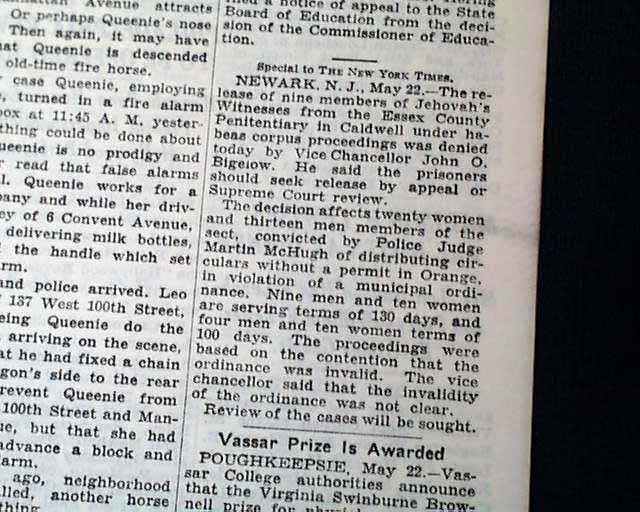 nhattan Avenue attracts
Or perhaps Queenie's nose
Then again, it may have
at Queenie is descended
old-time fire horse.
case Queenie, employing
, turned in a fire alarm
box at 11:45 A. M. yester-
thing could be done about
ueenie is no prodigy and
r read that false alarms
l. Queenie works for a
pany and while her driv-
ey of 6 Convent Avenue,
delivering milk bottles,
the handle which set
rm.
and police arrived. Leo
137 West 100th Street,
eing Queenie do the
arriving on the scene,
at he had fixed a chain
gon's side to the rear
revent Queenie from
100th Street and Man-
ue, but that she had
advance a block and
larm.
ago, neighborhood
lled, another horse
thing
filed a notice of appeal to the State
Board of Education from the deci-
sion of the Commissioner of Educa-
tion.
Special to THE NEW YORK TIMES.
NEWARK, N. J., May 22.—The re-
lease of nine members of Jehovah's
Witnesses from the Essex County
Penitentiary in Caldwell under ha-
beas corpus proceedings was denied
today by Vice Chancellor John O.
Bigelow. He said the prisoners
should seek release by appeal or
Supreme Court review.
The decision affects twenty women
and thirteen men members of the
sect, convicted by Police Judge
Martin McHugh of distributing cir-
culars without a permit in Orange,
in violation of a municipal ordi-
nance. Nine men and ten women
are serving terms of 130 days, and
four men and ten women terms of
100 days. The proceedings were
based on the contention that the
ordinance was invalid. The vice
chancellor said that the invalidity
of the ordinance was not clear.
Review of the cases will be sought.
Vassar Prize Is Awarded
POUGHKEEPSIE, May 22.—Vas-
sar College authorities announce
that the Virginia Swinburne Brow-
nell prize for